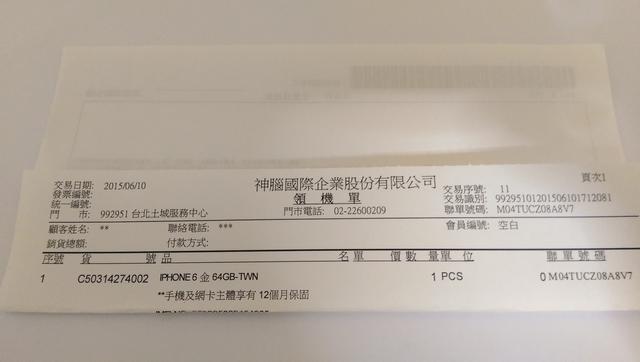 神腦國際企業股份有限公司 頁次1
領機單
交易日期: 2015/06/10 交易序號: 11
發票編號: 交易識別: 99295101201506101712081
統一編號:
門 市: 992951 台北土城服務中心 門市電話: 02-22600209 聯單號碼: M04TUCZ08A8V7
顧客姓名: ** 聯絡電話: *** 會員編號: 空白
銷貨總額: 付款方式:
序號 貨 號 品 名 單 價 數 量 單 位 聯 單 號 碼
1 C50314274002 IPHONE 6 金 64GB-TWN 1 PCS 0 M04TUCZ08A8V7
**手機及網卡主體享有 12個月保固